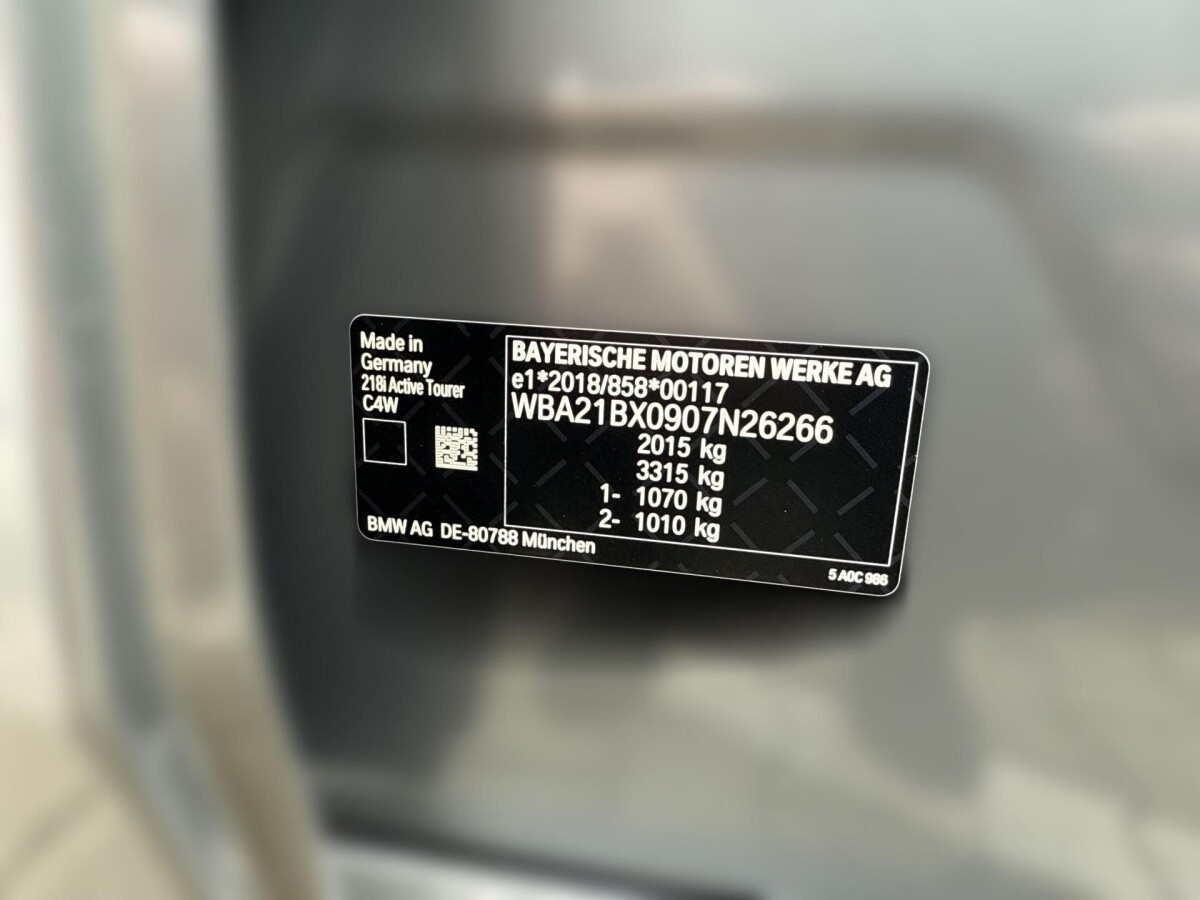 Made in
Germany
218i Active Tourer
C4W
BAYERISCHE MOTOREN WERKE AG
e1*2018/858*00117
WBA21BX0907N26266
2015 kg
3315 kg
1- 1070 kg
2- 1010 kg
BMW AG DE-80788 München
5 A0C 986